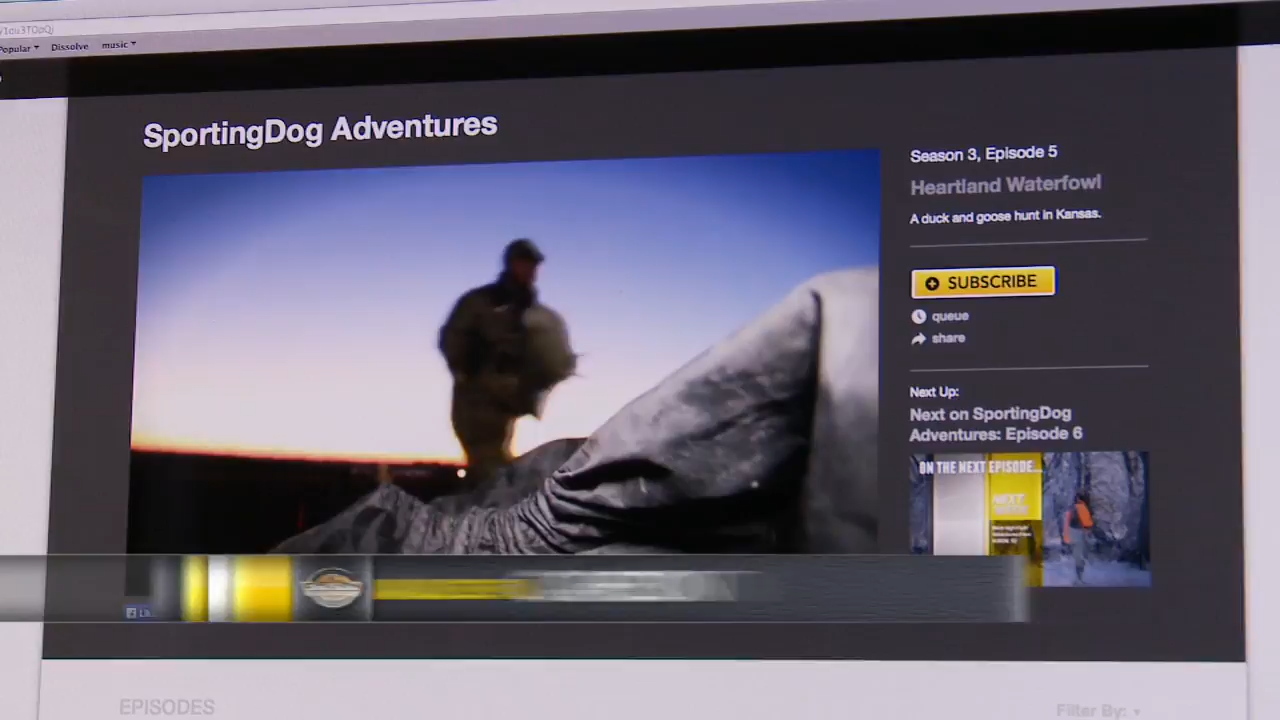 Popular
Dissolve
music
SportingDog Adventures
Season 3, Episode 5
Heartland Waterfowl
A duck and goose hunt in Kansas.
SUBSCRIBE
queue
share
Next Up:
Next on SportingDog
Adventures: Episode 6
ON THE NEXT EPISODE...
NEXT
EPISODES
Filter By: